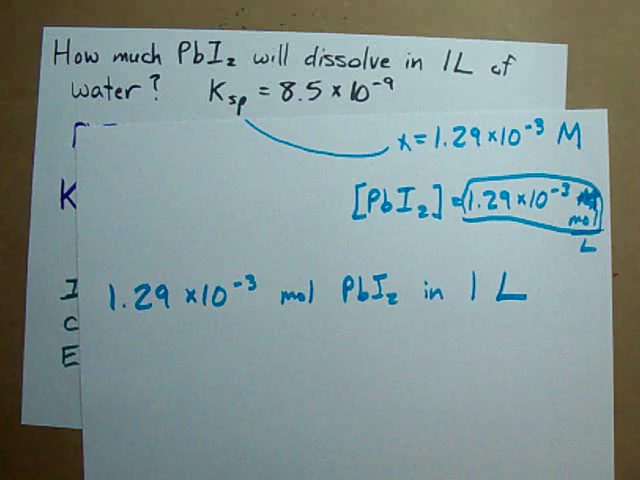 How much PbI₂ will dissolve in 1L of
water? Ksp = 8.5 × 10⁻⁹
x = 1.29×10⁻³ M
K
[PbI₂] = 1.29×10⁻³
mol
L
I
1.29 ×10⁻³ mol PbI₂ in 1 L
C
E